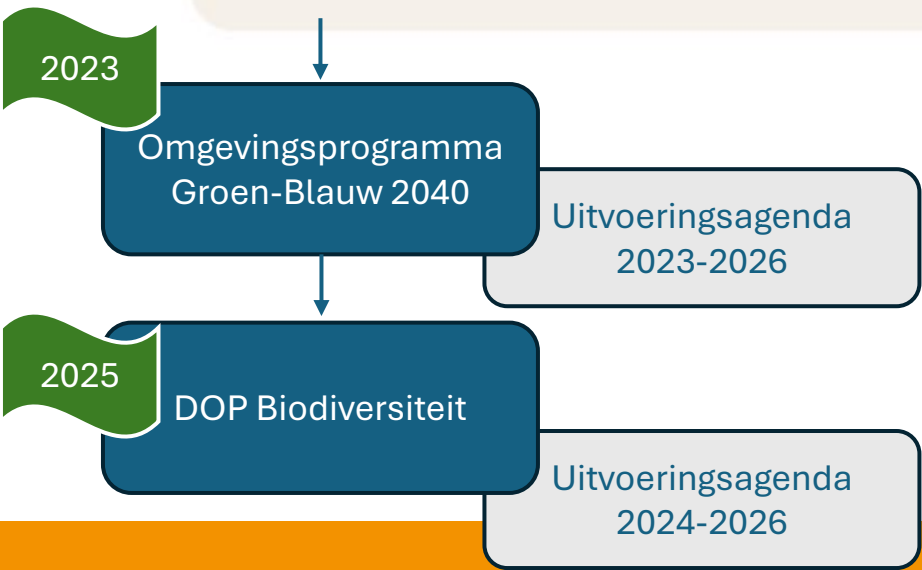 2023
Omgevingsprogramma
Groen-Blauw 2040
Uitvoeringsagenda
2023-2026
2025
DOP Biodiversiteit
Uitvoeringsagenda
2024-2026